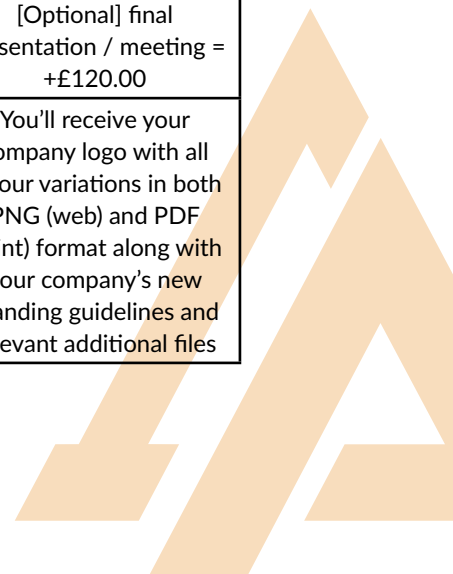 [Optional] final
sentation / meeting =
+£120.00
You'll receive your
ompany logo with all
our variations in both
PNG (web) and PDF
int) format along with
our company's new
anding guidelines and
evant additional files